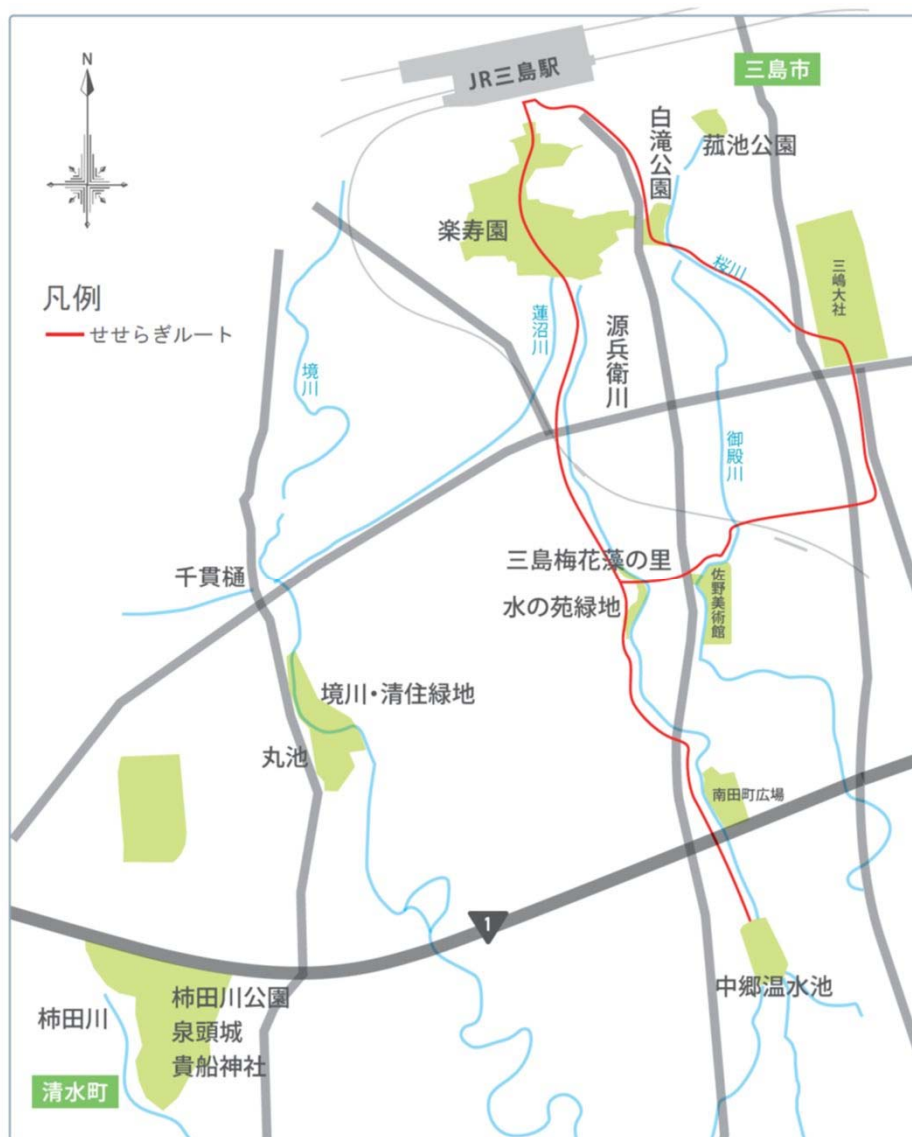 N
JR三島駅
三島市
白滝公園
菰池公園
楽寿園
桜川
三嶋大社
凡例
せせらぎルート
蓮沼川
源兵衛川
境川
御殿川
千貫樋
三島梅花藻の里
水の苑緑地
佐野美術館
境川・清住緑地
丸池
南田町広場
1
中郷温水池
柿田川
柿田川公園
泉頭城
貴船神社
清水町